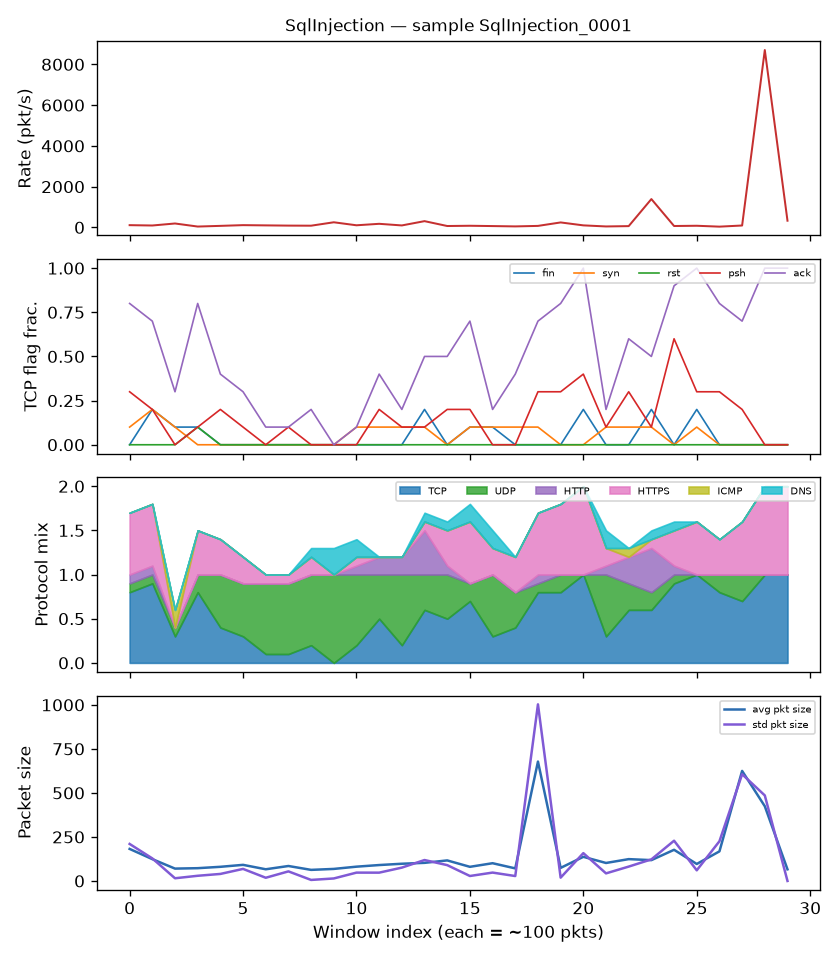 SqlInjection — sample SqlInjection_0001
Rate (pkt/s)
8000
6000
4000
2000
0
TCP flag frac.
1.00
0.75
0.50
0.25
0.00
fin syn rst psh ack
Protocol mix
2.0
1.5
1.0
0.5
0.0
TCP UDP HTTP HTTPS ICMP DNS
Packet size
1000
750
500
250
0
avg pkt size
std pkt size
0 5 10 15 20 25 30
Window index (each = ~100 pkts)